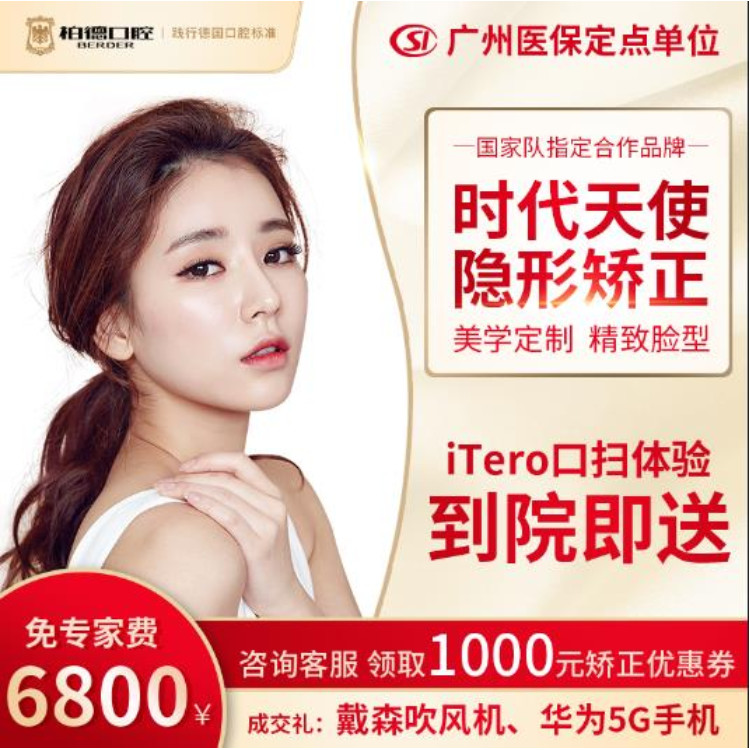 柏德口腔
BERDER
践行德国口腔标准
广州医保定点单位
国家队指定合作品牌
时代天使
隐形矫正
美学定制 精致脸型
iTero口扫体验
到院即送
免专家费
6800¥
咨询客服 领取1000元矫正优惠券
成交礼:戴森吹风机、华为5G手机